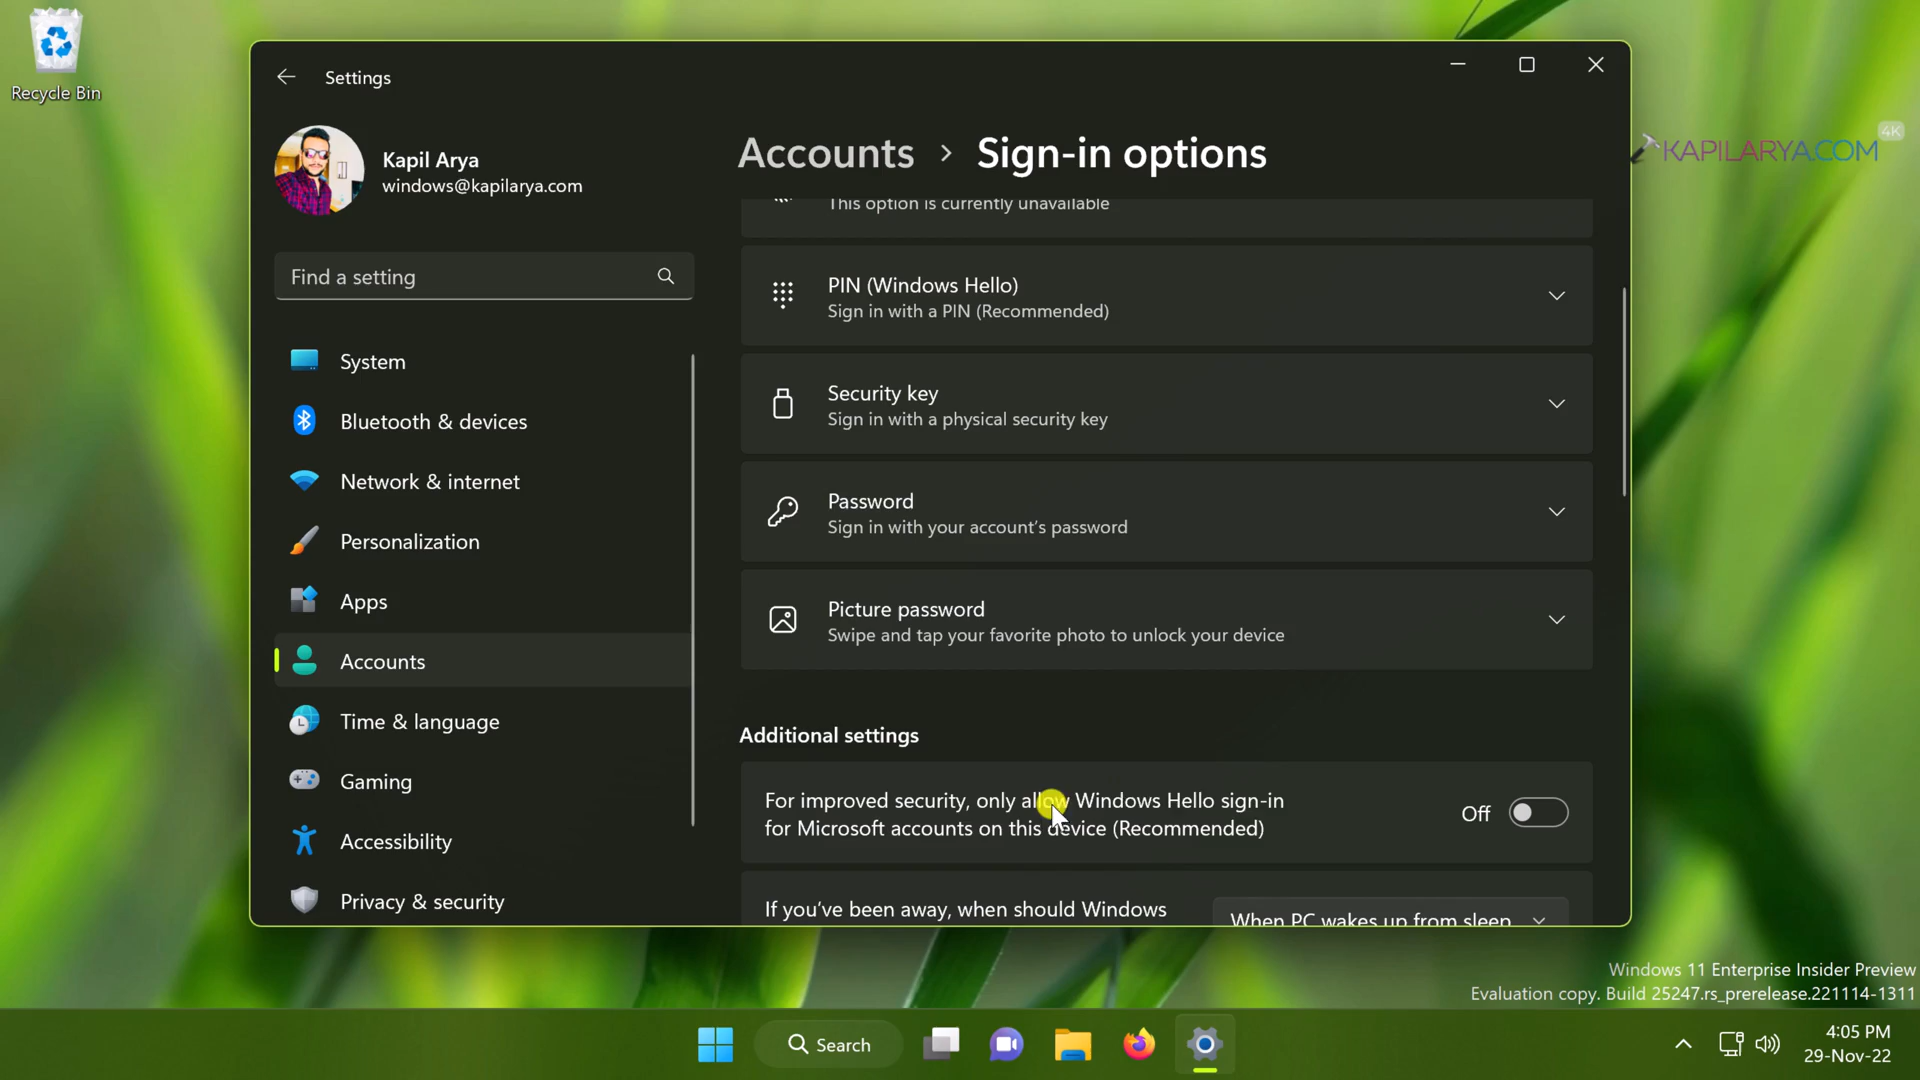 Recycle Bin
Settings
Kapil Arya
windows@kapilarya.com
Find a setting
System
Bluetooth & devices
Network & internet
Personalization
Apps
Accounts
Time & language
Gaming
Accessibility
Privacy & security
Accounts > Sign-in options
This option is currently unavailable
PIN (Windows Hello)
Sign in with a PIN (Recommended)
Security key
Sign in with a physical security key
Password
Sign in with your account's password
Picture password
Swipe and tap your favorite photo to unlock your device
Additional settings
For improved security, only allow Windows Hello sign-in
for Microsoft accounts on this device (Recommended)
Off
If you've been away, when should Windows
When PC wakes up from sleep
KAPILARYA.COM
4K
Windows 11 Enterprise Insider Preview
Evaluation copy. Build 25247.rs_prerelease.221114-1311
Search
4:05 PM
29-Nov-22